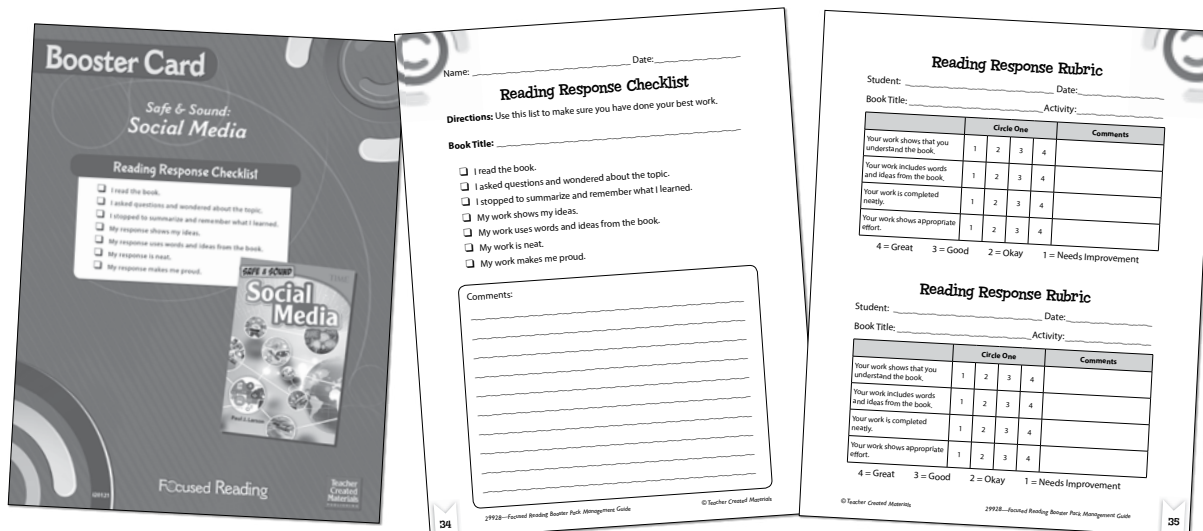 Booster Card
Safe & Sound:
Social Media
Reading Response Checklist
I read the book.
I asked questions and wondered about the topic.
I stopped to summarize and remember what I learned.
My response shows my ideas.
My response uses words and ideas from the book.
My response is neat.
My response makes me proud.
SAFE & SOUND
TIME
Social
Media
Paul J. Larson
Focused Reading
Teacher
Created
Materials
Name: Date:
Reading Response Checklist
Directions: Use this list to make sure you have done your best work.
Book Title:
I read the book.
I asked questions and wondered about the topic.
I stopped to summarize and remember what I learned.
My work shows my ideas.
My work uses words and ideas from the book.
My work is neat.
My work makes me proud.
Comments:
34
29928—Focused Reading Booster Pack Management Guide
© Teacher Created Materials
Reading Response Rubric
Student: Date:
Book Title: Activity:
Circle One Comments
Your work shows that you
understand the book. 1 2 3 4
Your work includes words
and ideas from the book. 1 2 3 4
Your work is completed
neatly. 1 2 3 4
Your work shows appropriate
effort. 1 2 3 4
4 = Great 3 = Good 2 = Okay 1 = Needs Improvement
Reading Response Rubric
Student: Date:
Book Title: Activity:
Circle One Comments
Your work shows that you
understand the book. 1 2 3 4
Your work includes words
and ideas from the book. 1 2 3 4
Your work is completed
neatly. 1 2 3 4
Your work shows appropriate
effort. 1 2 3 4
4 = Great 3 = Good 2 = Okay 1 = Needs Improvement
© Teacher Created Materials
29928—Focused Reading Booster Pack Management Guide
35